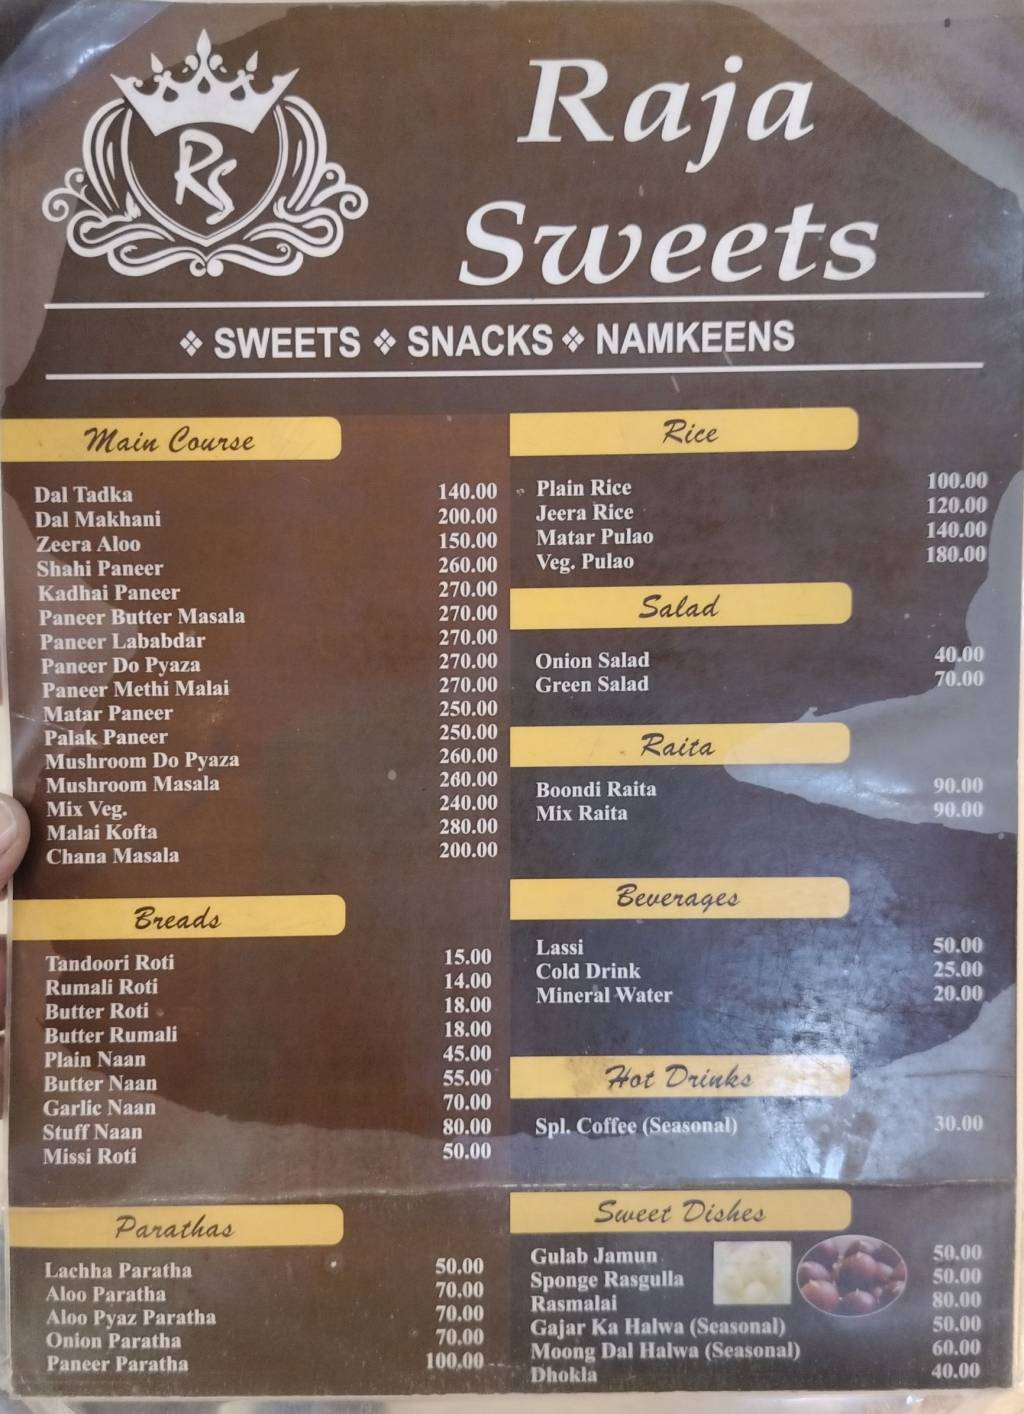 RS
Raja
Sweets
❖ SWEETS ❖ SNACKS ❖ NAMKEENS
Main Course
Dal Tadka 140.00
Dal Makhani 200.00
Zeera Aloo 150.00
Shahi Paneer 260.00
Kadhai Paneer 270.00
Paneer Butter Masala 270.00
Paneer Lababdar 270.00
Paneer Do Pyaza 270.00
Paneer Methi Malai 270.00
Matar Paneer 250.00
Palak Paneer 250.00
Mushroom Do Pyaza 260.00
Mushroom Masala 260.00
Mix Veg. 240.00
Malai Kofta 280.00
Chana Masala 200.00
Breads
Tandoori Roti 15.00
Rumali Roti 14.00
Butter Roti 18.00
Butter Rumali 18.00
Plain Naan 45.00
Butter Naan 55.00
Garlic Naan 70.00
Stuff Naan 80.00
Missi Roti 50.00
Parathas
Lachha Paratha 50.00
Aloo Paratha 70.00
Aloo Pyaz Paratha 70.00
Onion Paratha 70.00
Paneer Paratha 100.00
Rice
Plain Rice 100.00
Jeera Rice 120.00
Matar Pulao 140.00
Veg. Pulao 180.00
Salad
Onion Salad 40.00
Green Salad 70.00
Raita
Boondi Raita 90.00
Mix Raita 90.00
Beverages
Lassi 50.00
Cold Drink 25.00
Mineral Water 20.00
Hot Drinks
Spl. Coffee (Seasonal) 30.00
Sweet Dishes
Gulab Jamun 50.00
Sponge Rasgulla 50.00
Rasmalai 80.00
Gajar Ka Halwa (Seasonal) 50.00
Moong Dal Halwa (Seasonal) 60.00
Dhokla 40.00